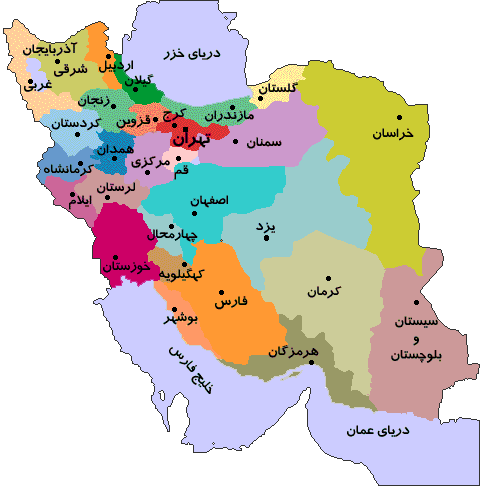 دریای خزر
آذربایجان
شرقی
غربی
اردبیل
گیلان
گلستان
زنجان
مازندران
کرج
قزوین
تهران
خراسان
کردستان
سمنان
همدان
مرکزی
قم
کرمانشاه
لرستان
ایلام
اصفهان
یزد
چهارمحال
خوزستان
کهگیلویه
فارس
کرمان
بوشهر
سیستان
و
بلوچستان
هرمزگان
خلیج فارس
دریای عمان